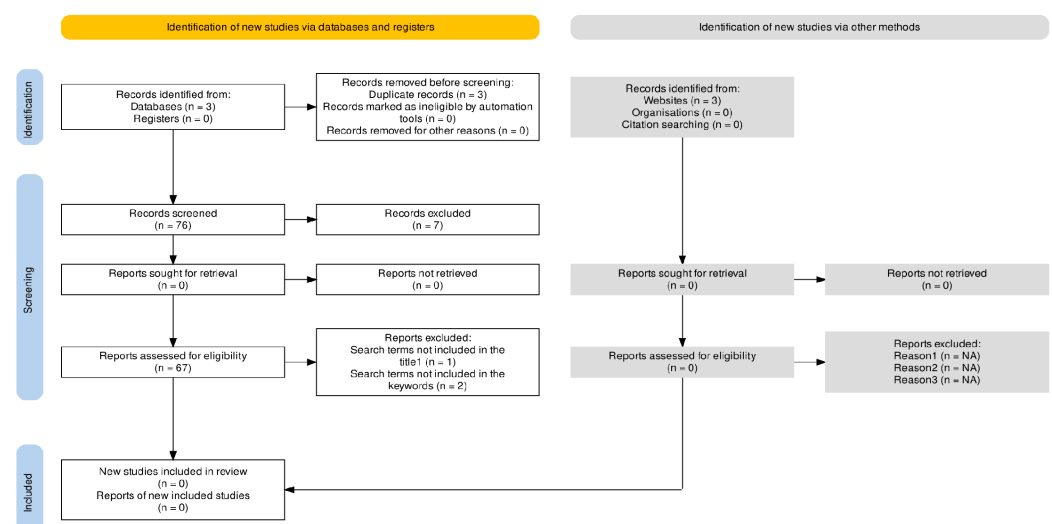 Identification of new studies via databases and registers
Identification of new studies via other methods
Identification
Records identified from:
Databases (n = 3)
Registers (n = 0)
Records removed before screening:
Duplicate records (n = 3)
Records marked as ineligible by automation
tools (n = 0)
Records removed for other reasons (n = 0)
Records identified from:
Websites (n = 3)
Organisations (n = 0)
Citation searching (n = 0)
Screening
Records screened
(n = 76)
Records excluded
(n = 7)
Reports sought for retrieval
(n = 0)
Reports not retrieved
(n = 0)
Reports sought for retrieval
(n = 0)
Reports not retrieved
(n = 0)
Reports assessed for eligibility
(n = 67)
Reports excluded:
Search terms not included in the
title1 (n = 1)
Search terms not included in the
keywords (n = 2)
Reports assessed for eligibility
(n = 0)
Reports excluded:
Reason1 (n = NA)
Reason2 (n = NA)
Reason3 (n = NA)
Included
New studies included in review
(n = 0)
Reports of new included studies
(n = 0)